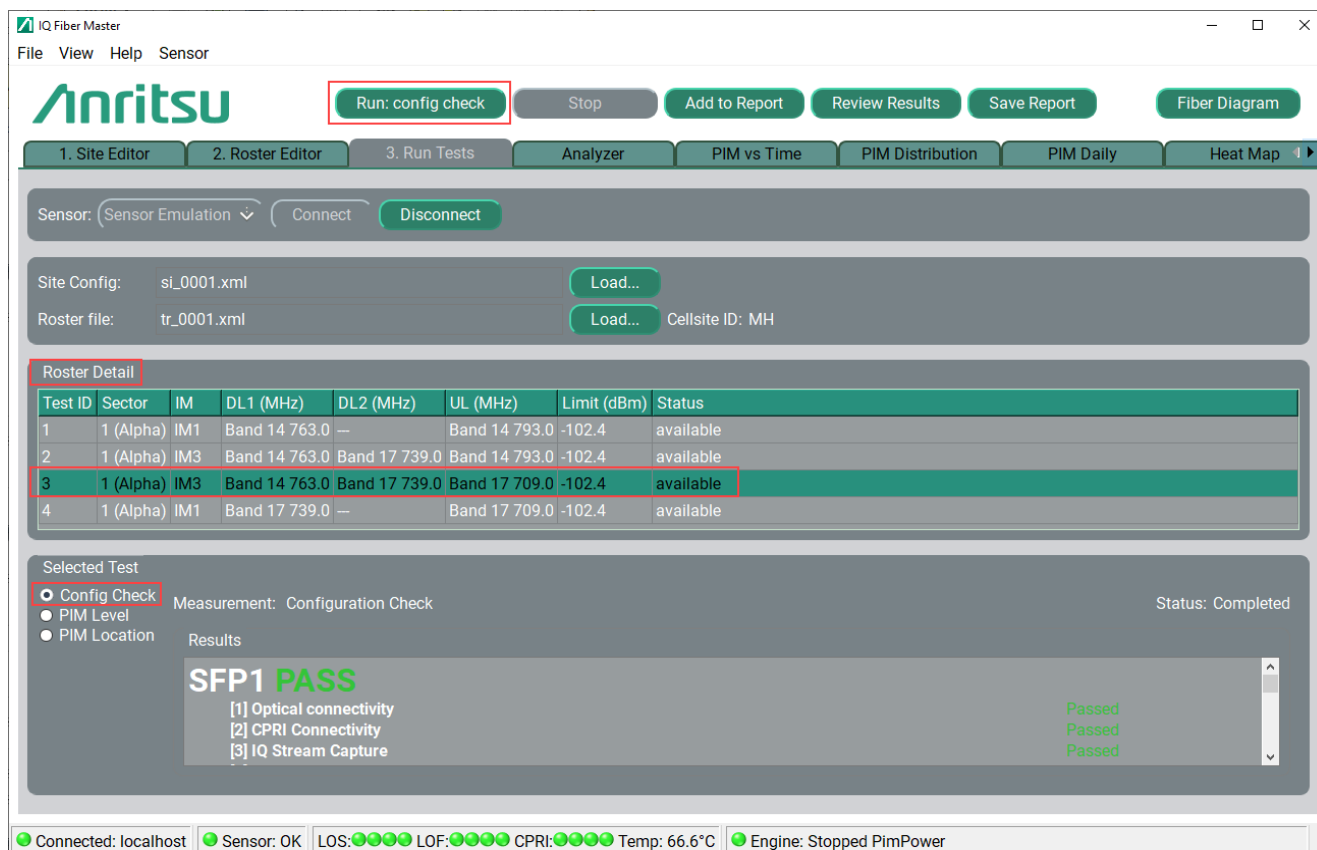 IQ Fiber Master
File View Help Sensor
Anritsu
Run: config check Stop Add to Report Review Results Save Report Fiber Diagram
1. Site Editor 2. Roster Editor 3. Run Tests Analyzer PIM vs Time PIM Distribution PIM Daily Heat Map
Sensor: Sensor Emulation Connect Disconnect
Site Config: si_0001.xml Load...
Roster file: tr_0001.xml Load... Cellsite ID: MH
Roster Detail
Test ID Sector IM DL1 (MHz) DL2 (MHz) UL (MHz) Limit (dBm) Status
1 1 (Alpha) IM1 Band 14 763.0 --- Band 14 793.0 -102.4 available
2 1 (Alpha) IM3 Band 14 763.0 Band 17 739.0 Band 14 793.0 -102.4 available
3 1 (Alpha) IM3 Band 14 763.0 Band 17 739.0 Band 17 709.0 -102.4 available
4 1 (Alpha) IM1 Band 17 739.0 --- Band 17 709.0 -102.4 available
Selected Test
Config Check
Measurement: Configuration Check Status: Completed
PIM Level
PIM Location
Results
SFP1 PASS
[1] Optical connectivity Passed
[2] CPRI Connectivity Passed
[3] IQ Stream Capture Passed
Connected: localhost Sensor: OK LOS: LOF: CPRI: Temp: 66.6°C Engine: Stopped PimPower